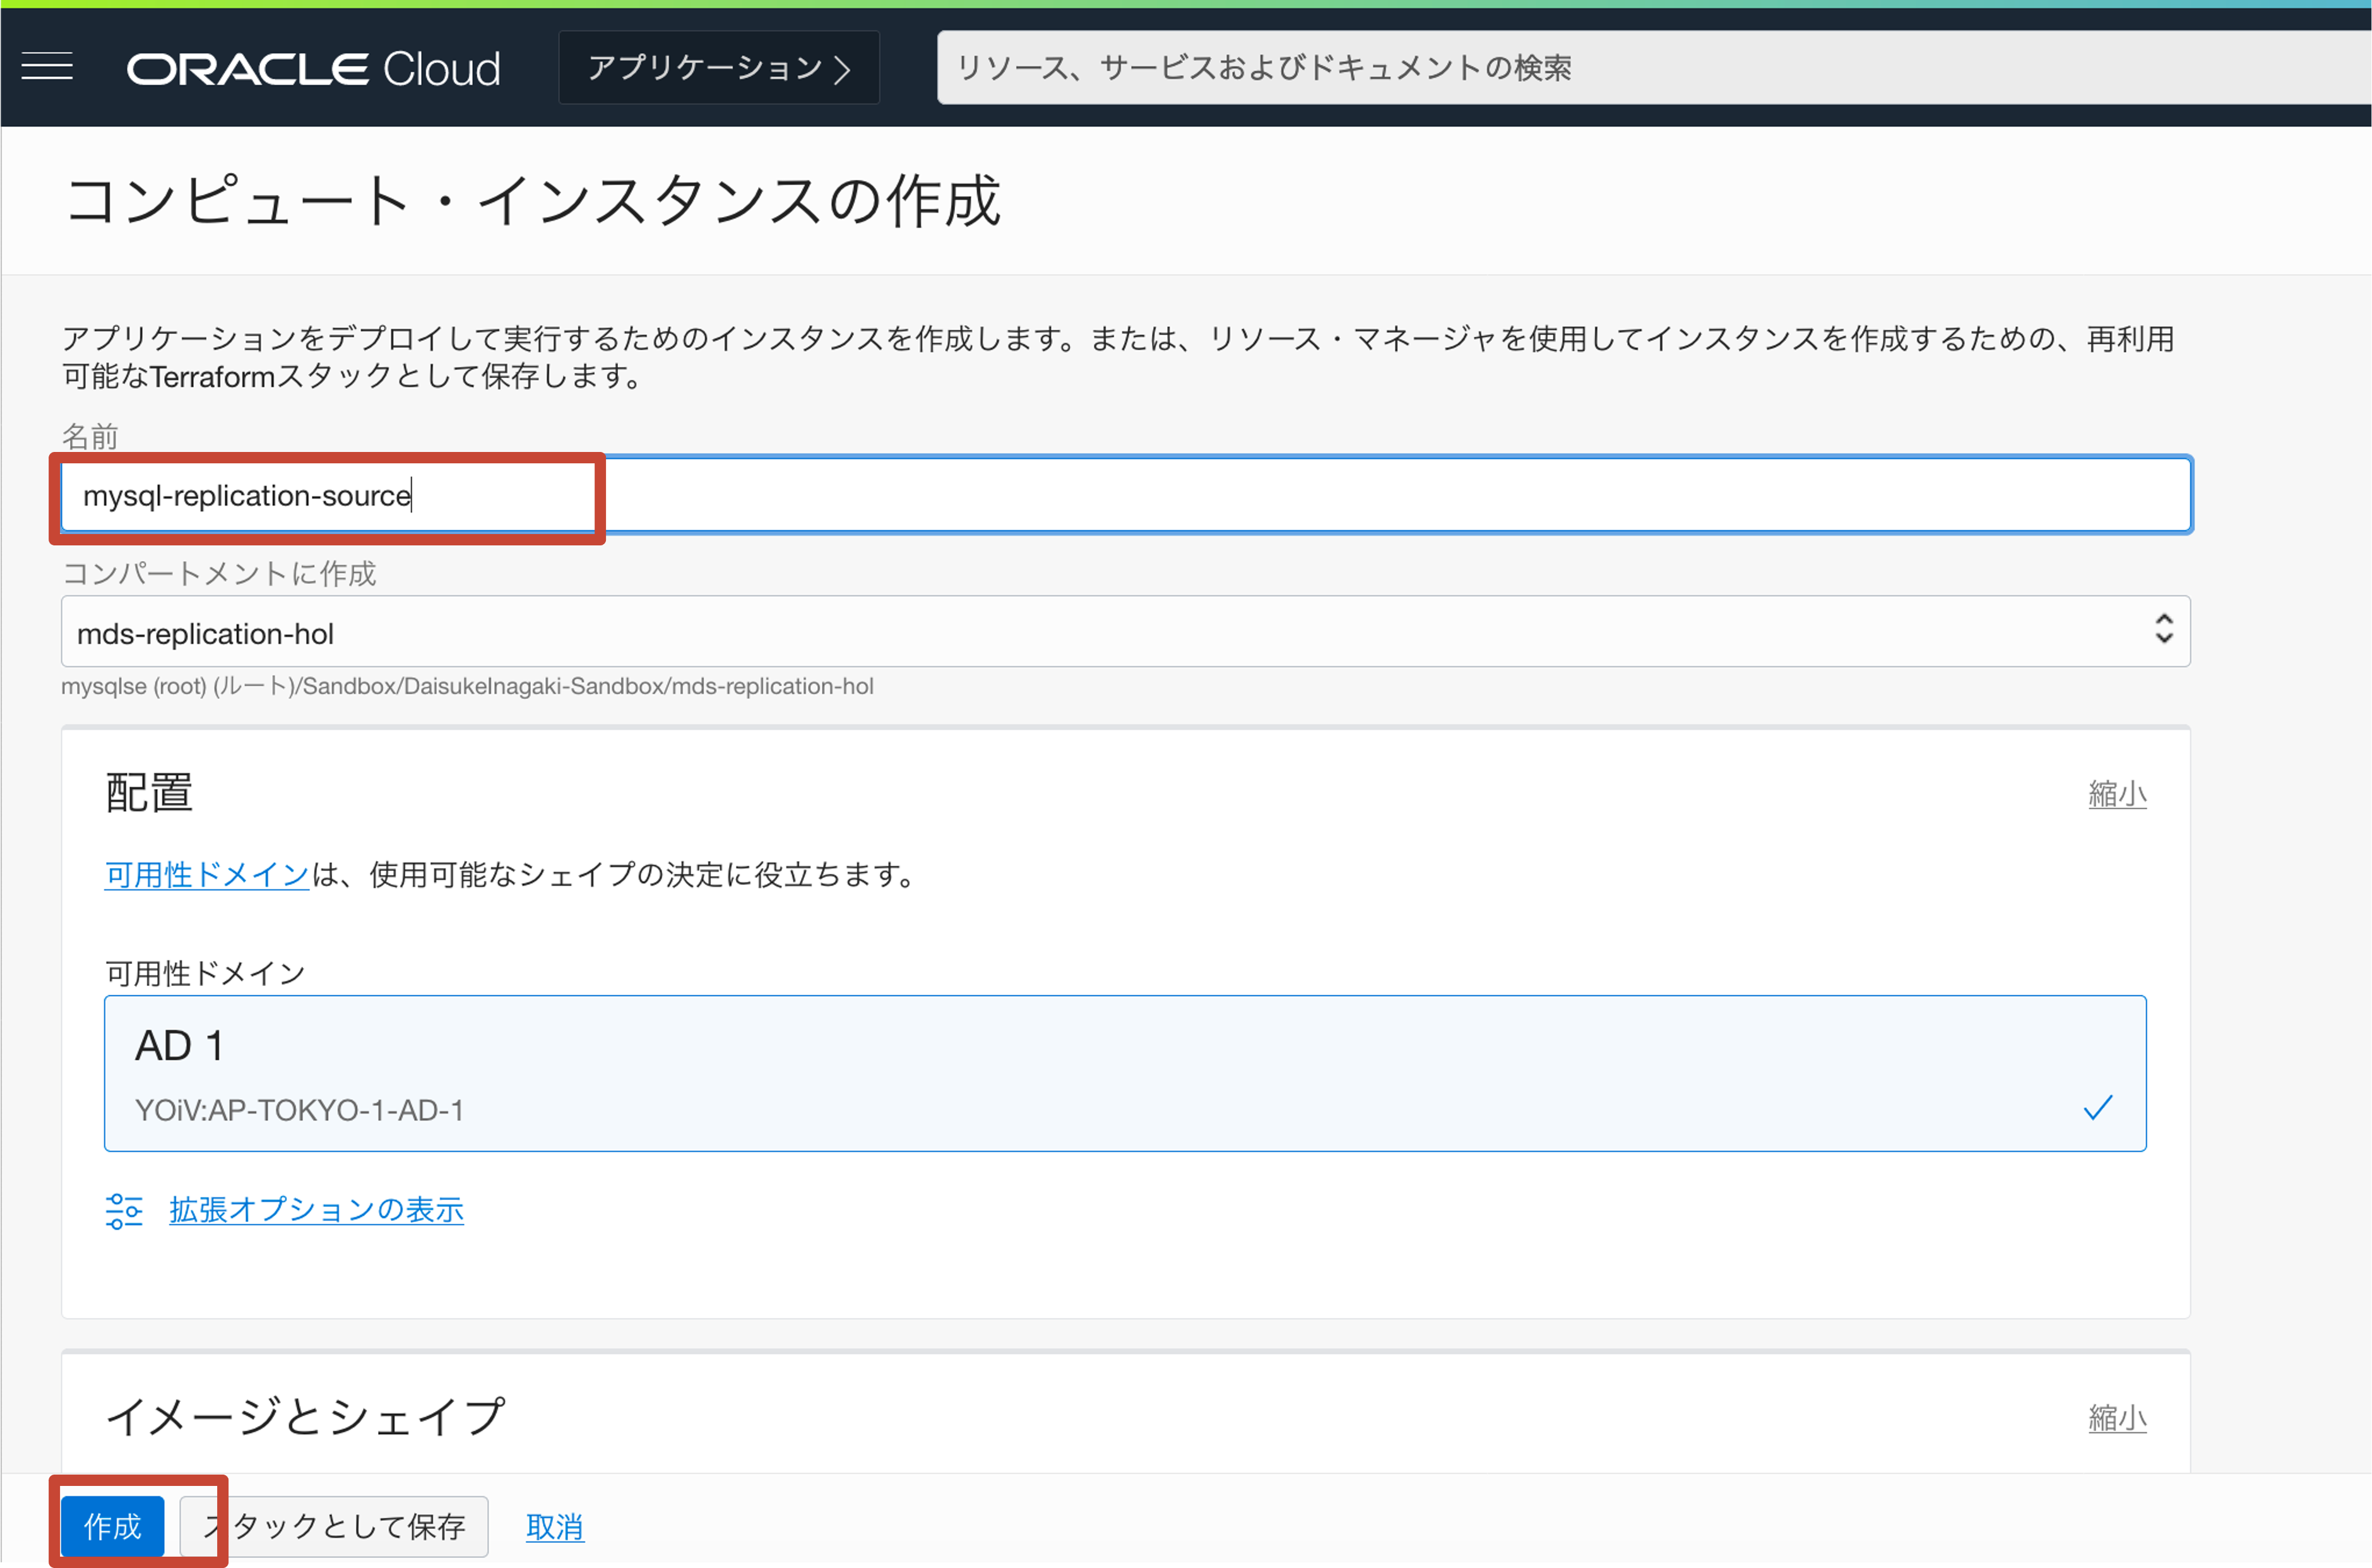 ORACLE Cloud
アプリケーション
リソース、サービスおよびドキュメントの検索
コンピュート・インスタンスの作成
アプリケーションをデプロイして実行するためのインスタンスを作成します。または、リソース・マネージャを使用してインスタンスを作成するための、再利用
可能なTerraformスタックとして保存します。
名前
mysql-replication-source
コンパートメントに作成
mds-replication-hol
mysqlse (root) (ルート)/Sandbox/DaisukeInagaki-Sandbox/mds-replication-hol
配置
縮小
可用性ドメインは、使用可能なシェイプの決定に役立ちます。
可用性ドメイン
AD 1
YOiV:AP-TOKYO-1-AD-1
拡張オプションの表示
イメージとシェイプ
縮小
作成
スタックとして保存
取消